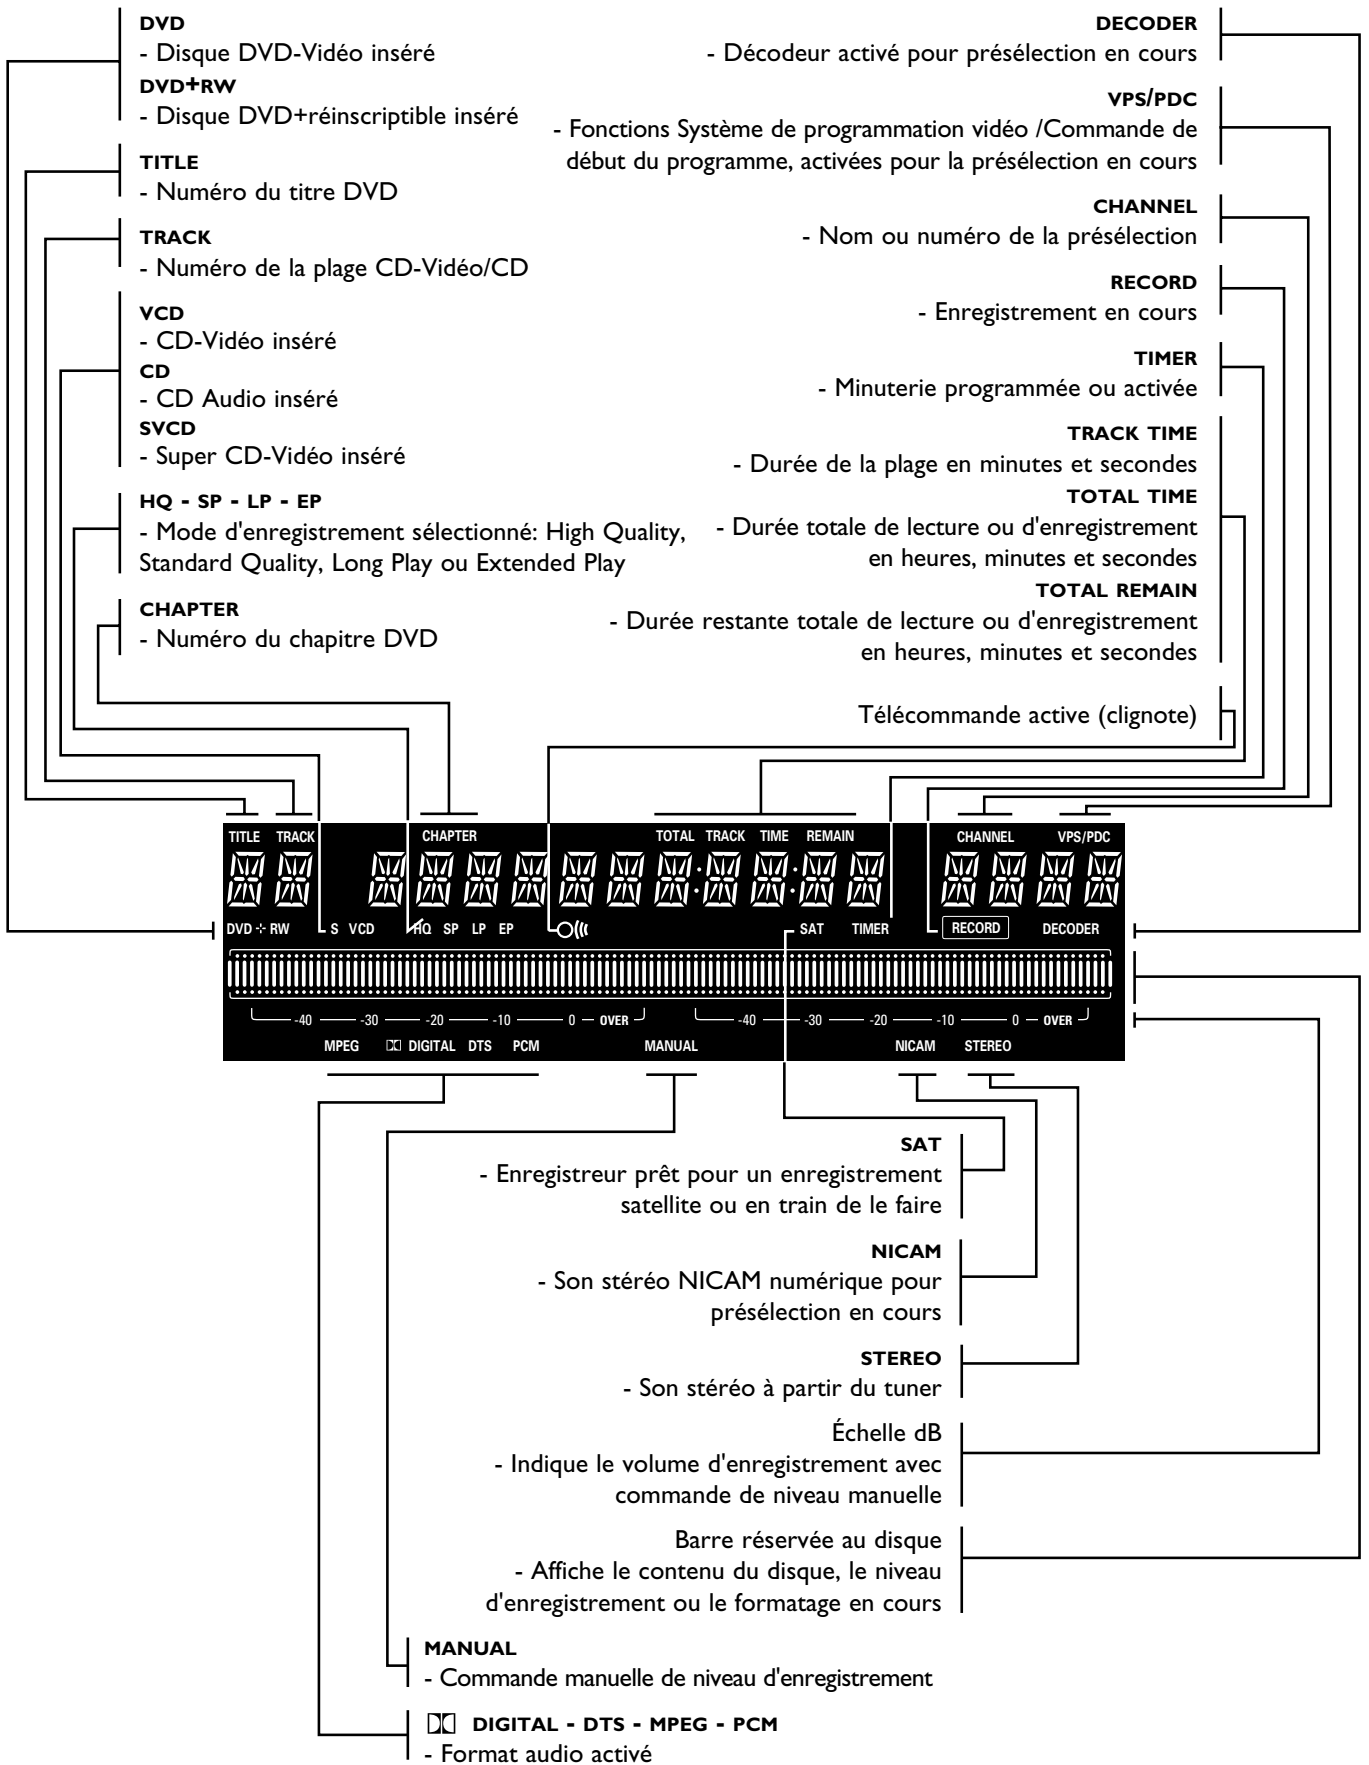 DVD
- Disque DVD-Vidéo inséré
DVD+RW
- Disque DVD+réinscriptible inséré
TITLE
- Numéro du titre DVD
TRACK
- Numéro de la plage CD-Vidéo/CD
VCD
- CD-Vidéo inséré
CD
- CD Audio inséré
SVCD
- Super CD-Vidéo inséré
HQ - SP - LP - EP
- Mode d'enregistrement sélectionné: High Quality,
Standard Quality, Long Play ou Extended Play
CHAPTER
- Numéro du chapitre DVD
DECODER
- Décodeur activé pour présélection en cours
VPS/PDC
- Fonctions Système de programmation vidéo /Commande de
début du programme, activées pour la présélection en cours
CHANNEL
- Nom ou numéro de la présélection
RECORD
- Enregistrement en cours
TIMER
- Minuterie programmée ou activée
TRACK TIME
- Durée de la plage en minutes et secondes
TOTAL TIME
- Durée totale de lecture ou d'enregistrement
en heures, minutes et secondes
TOTAL REMAIN
- Durée restante totale de lecture ou d'enregistrement
en heures, minutes et secondes
Télécommande active (clignote)
TITLE TRACK CHAPTER TOTAL TRACK TIME REMAIN CHANNEL VPS/PDC
DVD + RW S VCD HQ SP LP EP SAT TIMER RECORD DECODER
-40 -30 -20 -10 0 OVER -40 -30 -20 -10 0 OVER
MPEG DIGITAL DTS PCM MANUAL NICAM STEREO
SAT
- Enregistreur prêt pour un enregistrement
satellite ou en train de le faire
NICAM
- Son stéréo NICAM numérique pour
présélection en cours
STEREO
- Son stéréo à partir du tuner
Échelle dB
- Indique le volume d'enregistrement avec
commande de niveau manuelle
Barre réservée au disque
- Affiche le contenu du disque, le niveau
d'enregistrement ou le formatage en cours
MANUAL
- Commande manuelle de niveau d'enregistrement
DIGITAL - DTS - MPEG - PCM
- Format audio activé